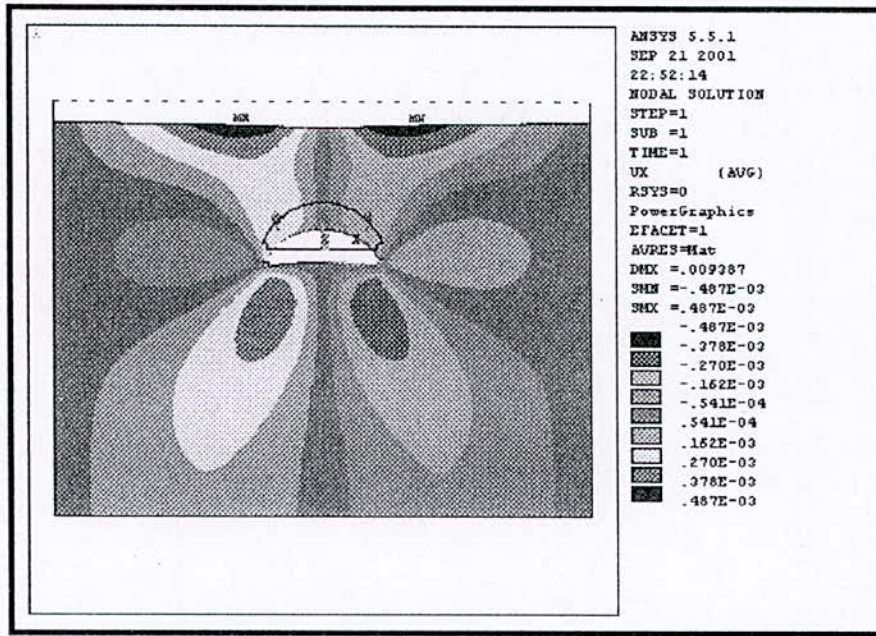 ANSYS 5.5.1
SEP 21 2001
22:52:14
NODAL SOLUTION
STEP=1
SUB =1
TIME=1
UX (AVG)
RSYS=0
PowerGraphics
EFACET=1
AVRES=Mat
DMX =.009387
SMN =-.487E-03
SMX =.487E-03
-.487E-03
-.378E-03
-.270E-03
-.162E-03
-.541E-04
.541E-04
.162E-03
.270E-03
.378E-03
.487E-03
MX
MN
X